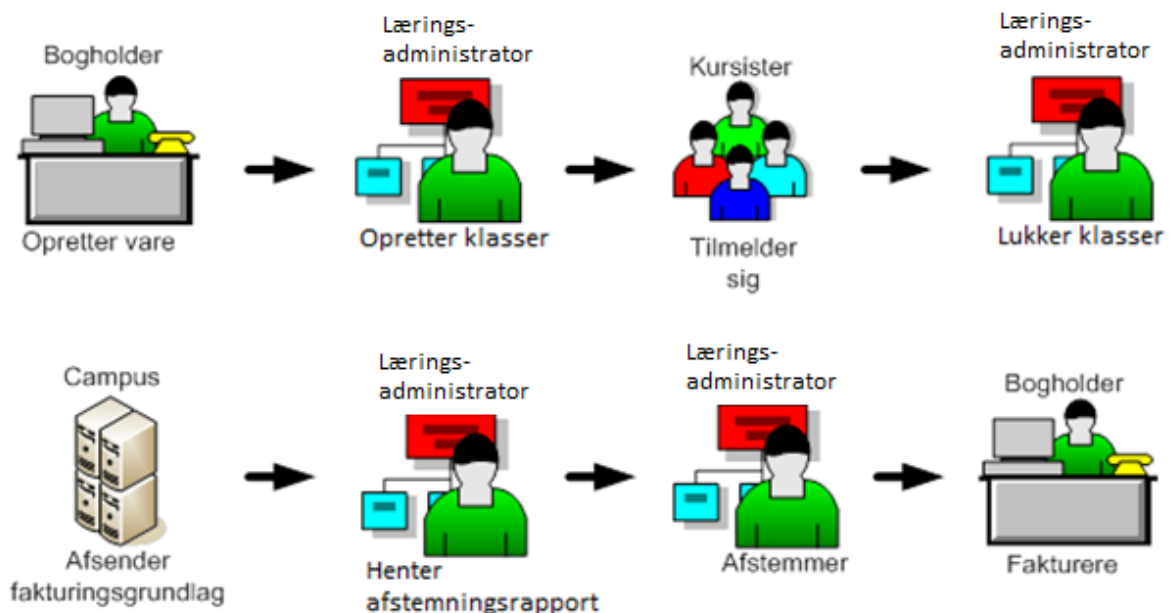 Bogholder
Opretter vare
Lærings-
administrator
Opretter klasser
Kursister
Tilmelder
sig
Lærings-
administrator
Lukker klasser
Campus
Afsender
faktureringsgrundlag
Lærings-
administrator
Henter
afstemningsrapport
Lærings-
administrator
Afstemmer
Bogholder
Fakturere